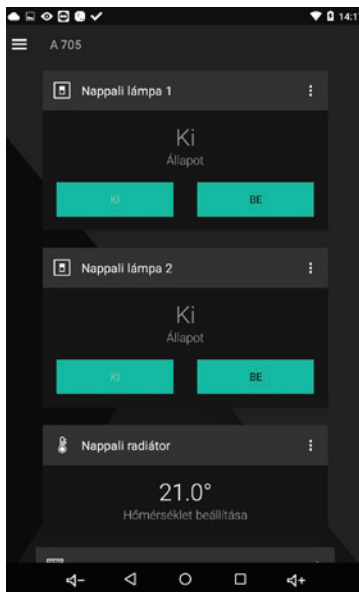 14:1
A 705
Nappali lámpa 1
Ki
Állapot
KI
BE
Nappali lámpa 2
Ki
Állapot
KI
BE
Nappali radiátor
21.0°
Hőmérséklet beállítása